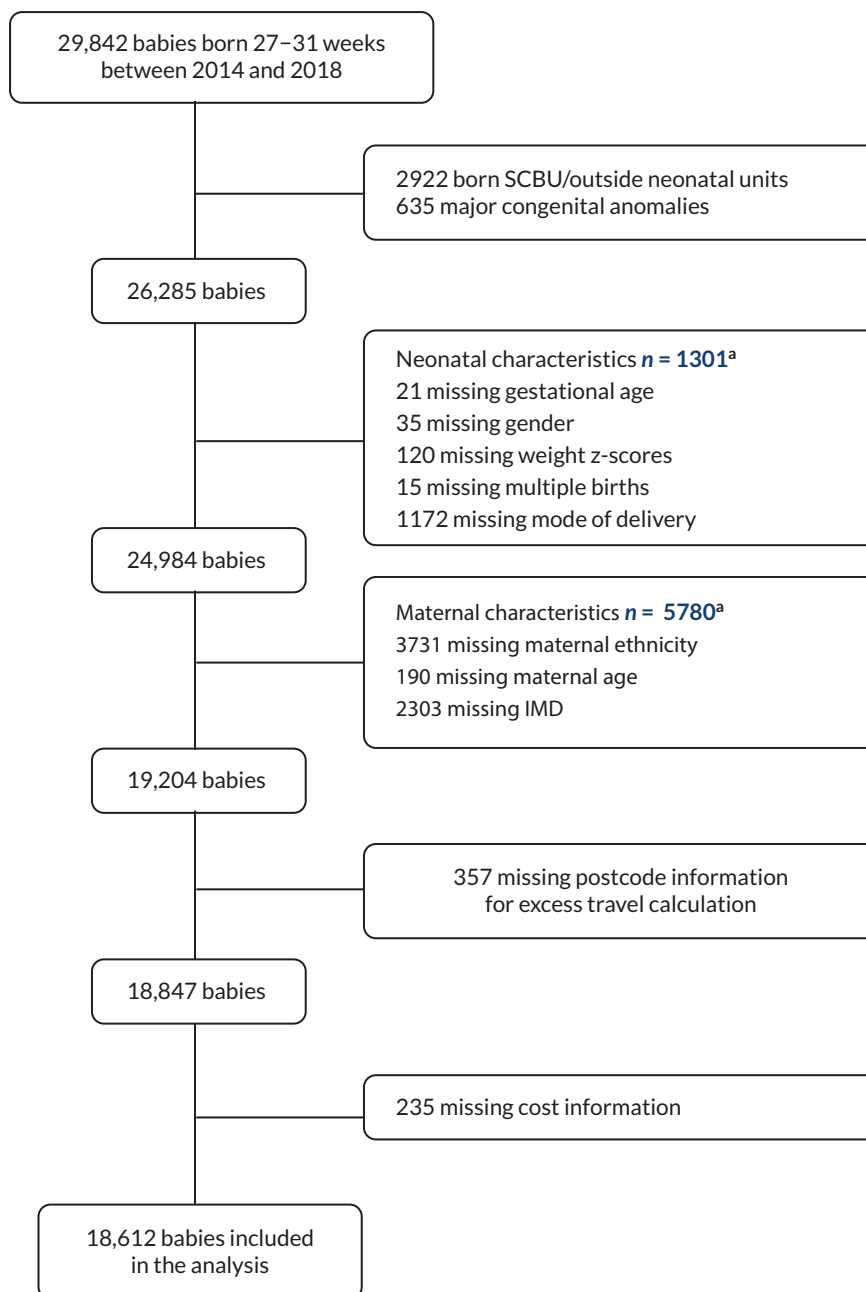 29,842 babies born 27–31 weeks
between 2014 and 2018
2922 born SCBU/outside neonatal units
635 major congenital anomalies
26,285 babies
Neonatal characteristics n = 1301a
21 missing gestational age
35 missing gender
120 missing weight z-scores
15 missing multiple births
1172 missing mode of delivery
24,984 babies
Maternal characteristics n = 5780a
3731 missing maternal ethnicity
190 missing maternal age
2303 missing IMD
19,204 babies
357 missing postcode information
for excess travel calculation
18,847 babies
235 missing cost information
18,612 babies included
in the analysis